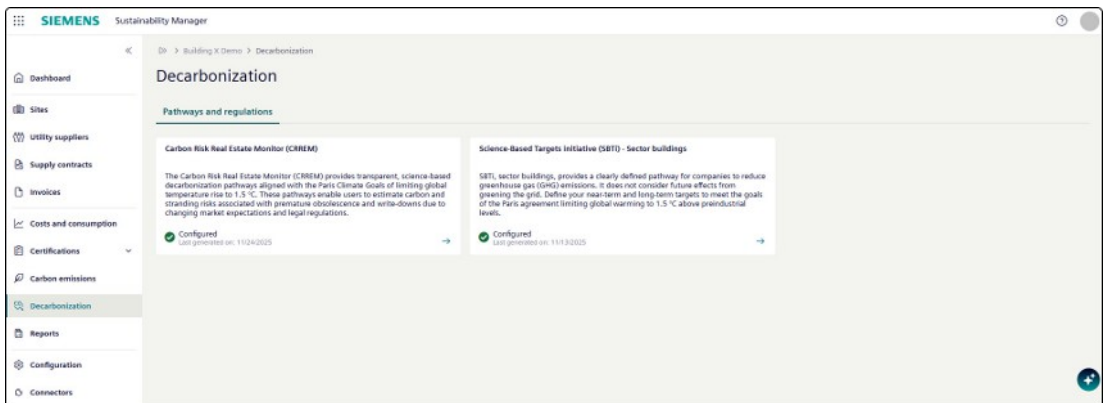 SIEMENS Sustainability Manager
> Building X Demo > Decarbonization
Dashboard
Sites
Utility suppliers
Supply contracts
Invoices
Costs and consumption
Certifications
Carbon emissions
Decarbonization
Reports
Configuration
Connectors
Decarbonization
Pathways and regulations
Carbon Risk Real Estate Monitor (CRREM)
The Carbon Risk Real Estate Monitor (CRREM) provides transparent, science-based
decarbonization pathways aligned with the Paris Climate Goals of limiting global
temperature rise to 1.5 °C. These pathways enable users to estimate carbon and
stranding risks associated with premature obsolescence and write-downs due to
changing market expectations and legal regulations.
Configured
Last generated on: 11/24/2025
Science-Based Targets initiative (SBTi) - Sector buildings
SBTi, sector buildings, provides a clearly defined pathway for companies to reduce
greenhouse gas (GHG) emissions. It does not consider future effects from
greening the grid. Define your near-term and long-term targets to meet the goals
of the Paris agreement limiting global warming to 1.5 °C above preindustrial
levels.
Configured
Last generated on: 11/13/2025